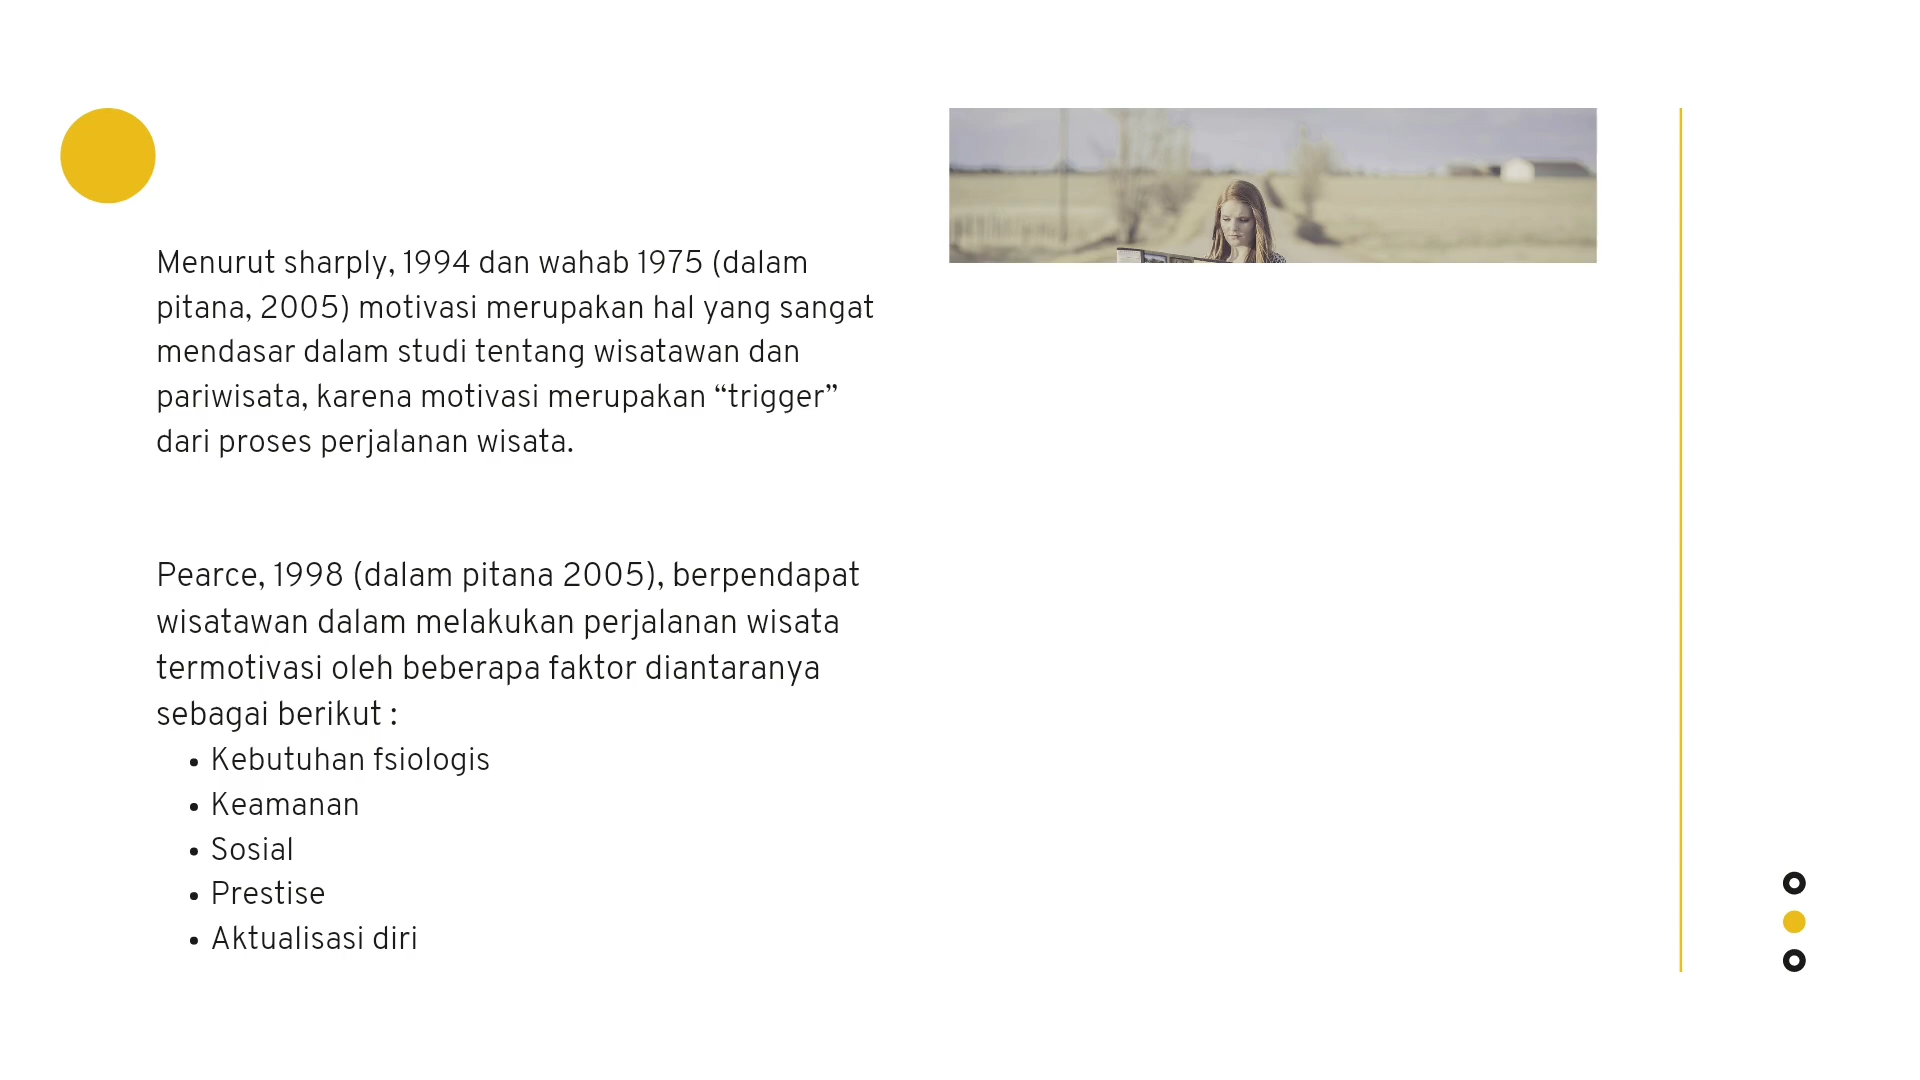 Menurut sharply, 1994 dan wahab 1975 (dalam
pitana, 2005) motivasi merupakan hal yang sangat
mendasar dalam studi tentang wisatawan dan
pariwisata, karena motivasi merupakan “trigger”
dari proses perjalanan wisata.
Pearce, 1998 (dalam pitana 2005), berpendapat
wisatawan dalam melakukan perjalanan wisata
termotivasi oleh beberapa faktor diantaranya
sebagai berikut :
• Kebutuhan fsiologis
• Keamanan
• Sosial
• Prestise
• Aktualisasi diri